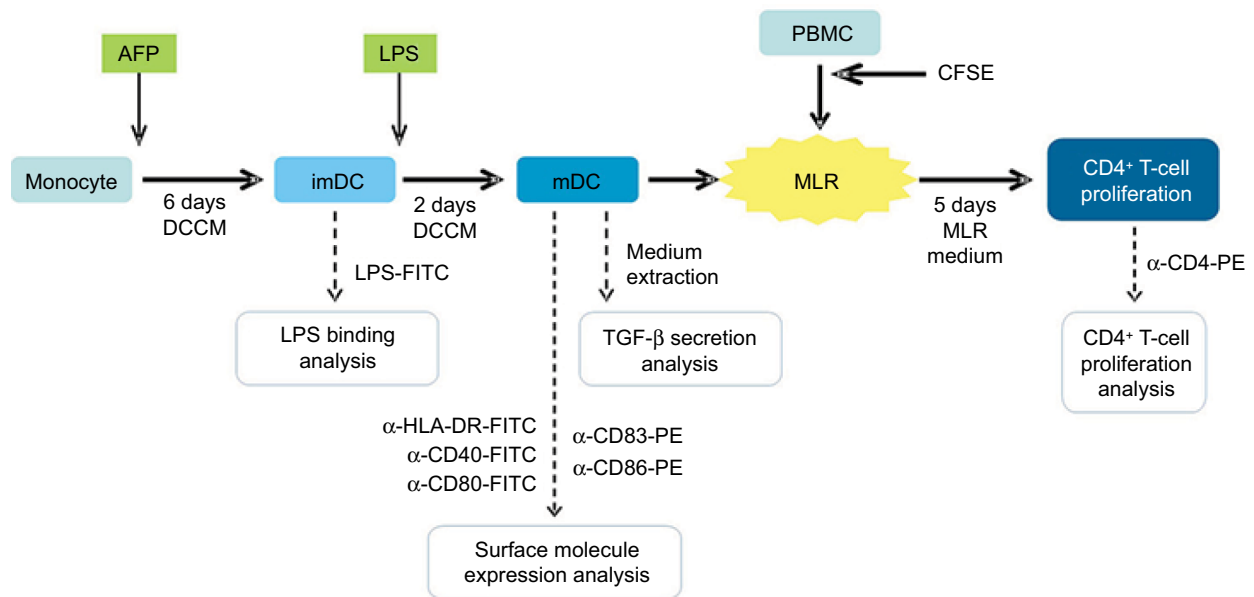 AFP
LPS
PBMC
CFSE
Monocyte
6 days
DCCM
imDC
2 days
DCCM
mDC
MLR
5 days
MLR
medium
CD4⁺ T-cell
proliferation
LPS-FITC
LPS binding
analysis
Medium
extraction
TGF-β secretion
analysis
α-CD4-PE
CD4⁺ T-cell
proliferation
analysis
α-HLA-DR-FITC
α-CD40-FITC
α-CD80-FITC
α-CD83-PE
α-CD86-PE
Surface molecule
expression analysis